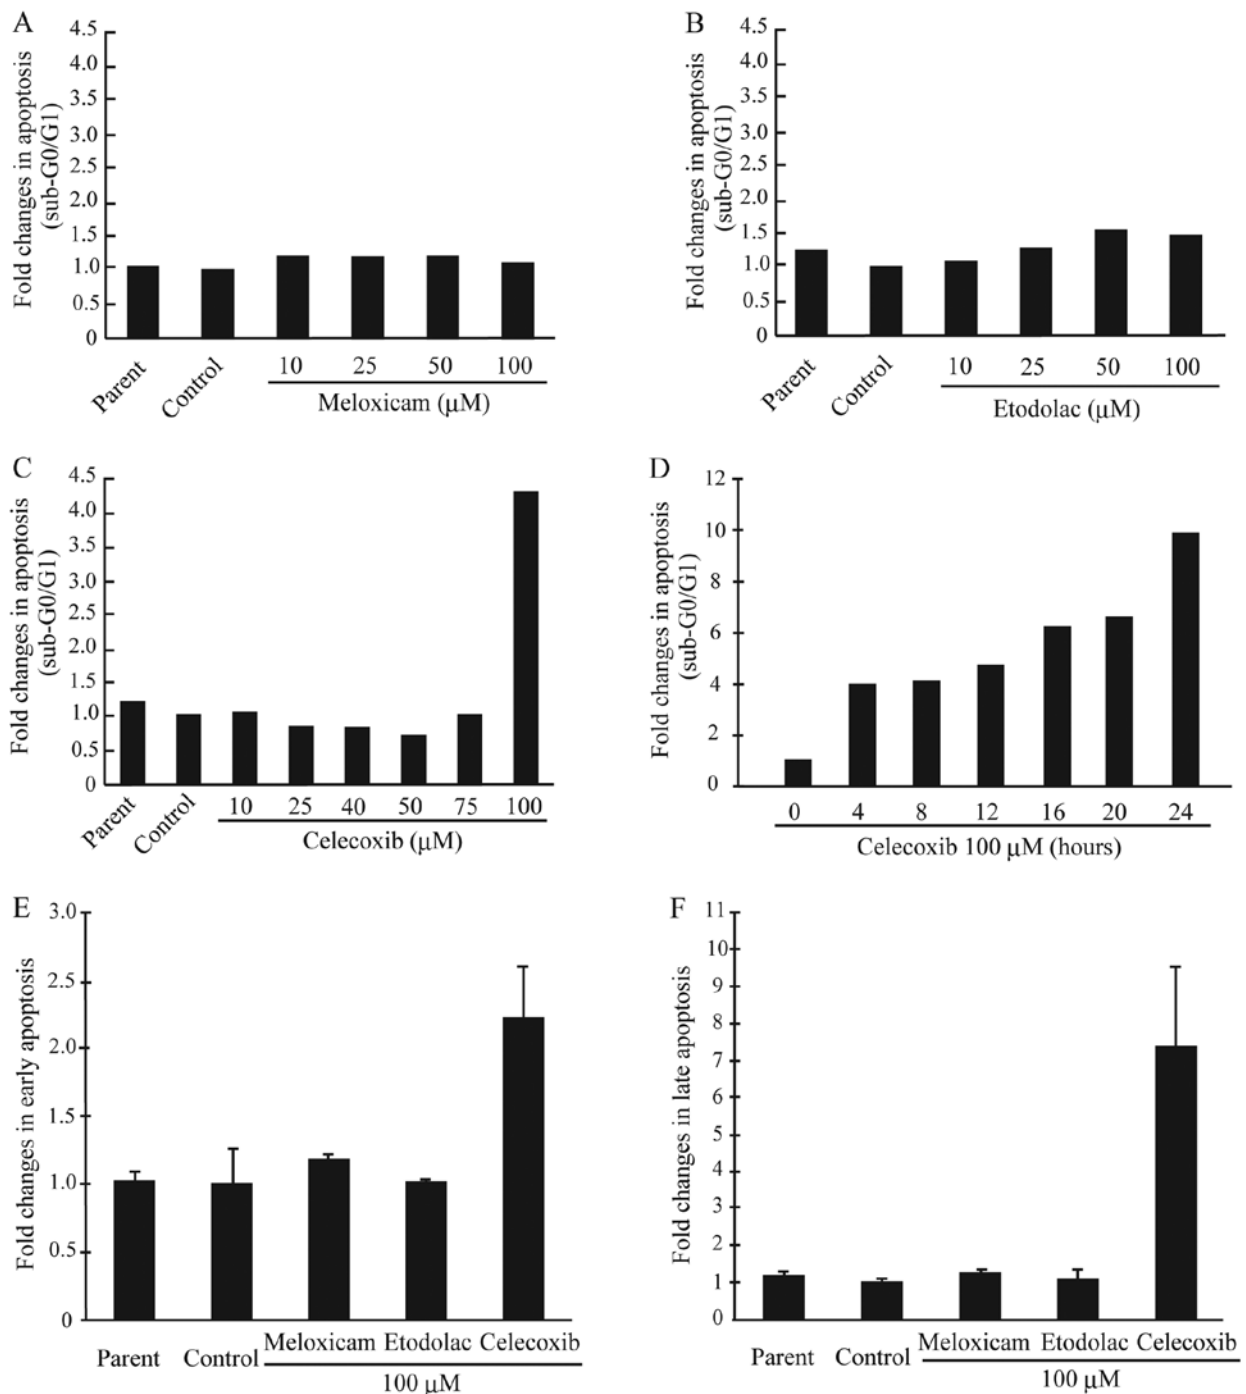 A
Fold changes in apoptosis
(sub-G0/G1)
4.5
4.0
3.5
3.0
2.5
2.0
1.5
1.0
0.5
0
Parent
Control
10 25 50 100
Meloxicam (μM)
B
Fold changes in apoptosis
(sub-G0/G1)
4.5
4.0
3.5
3.0
2.5
2.0
1.5
1.0
0.5
0
Parent
Control
10 25 50 100
Etodolac (μM)
C
Fold changes in apoptosis
(sub-G0/G1)
4.5
4.0
3.5
3.0
2.5
2.0
1.5
1.0
0.5
0
Parent
Control
10 25 40 50 75 100
Celecoxib (μM)
D
Fold changes in apoptosis
(sub-G0/G1)
12
10
8
6
4
2
0
0 4 8 12 16 20 24
Celecoxib 100 μM (hours)
E
Fold changes in early apoptosis
3.0
2.5
2.0
1.5
1.0
0.5
0
Parent Control Meloxicam Etodolac Celecoxib
100 μM
F
Fold changes in late apoptosis
11
10
9
8
7
6
5
4
3
2
1
0
Parent Control Meloxicam Etodolac Celecoxib
100 μM